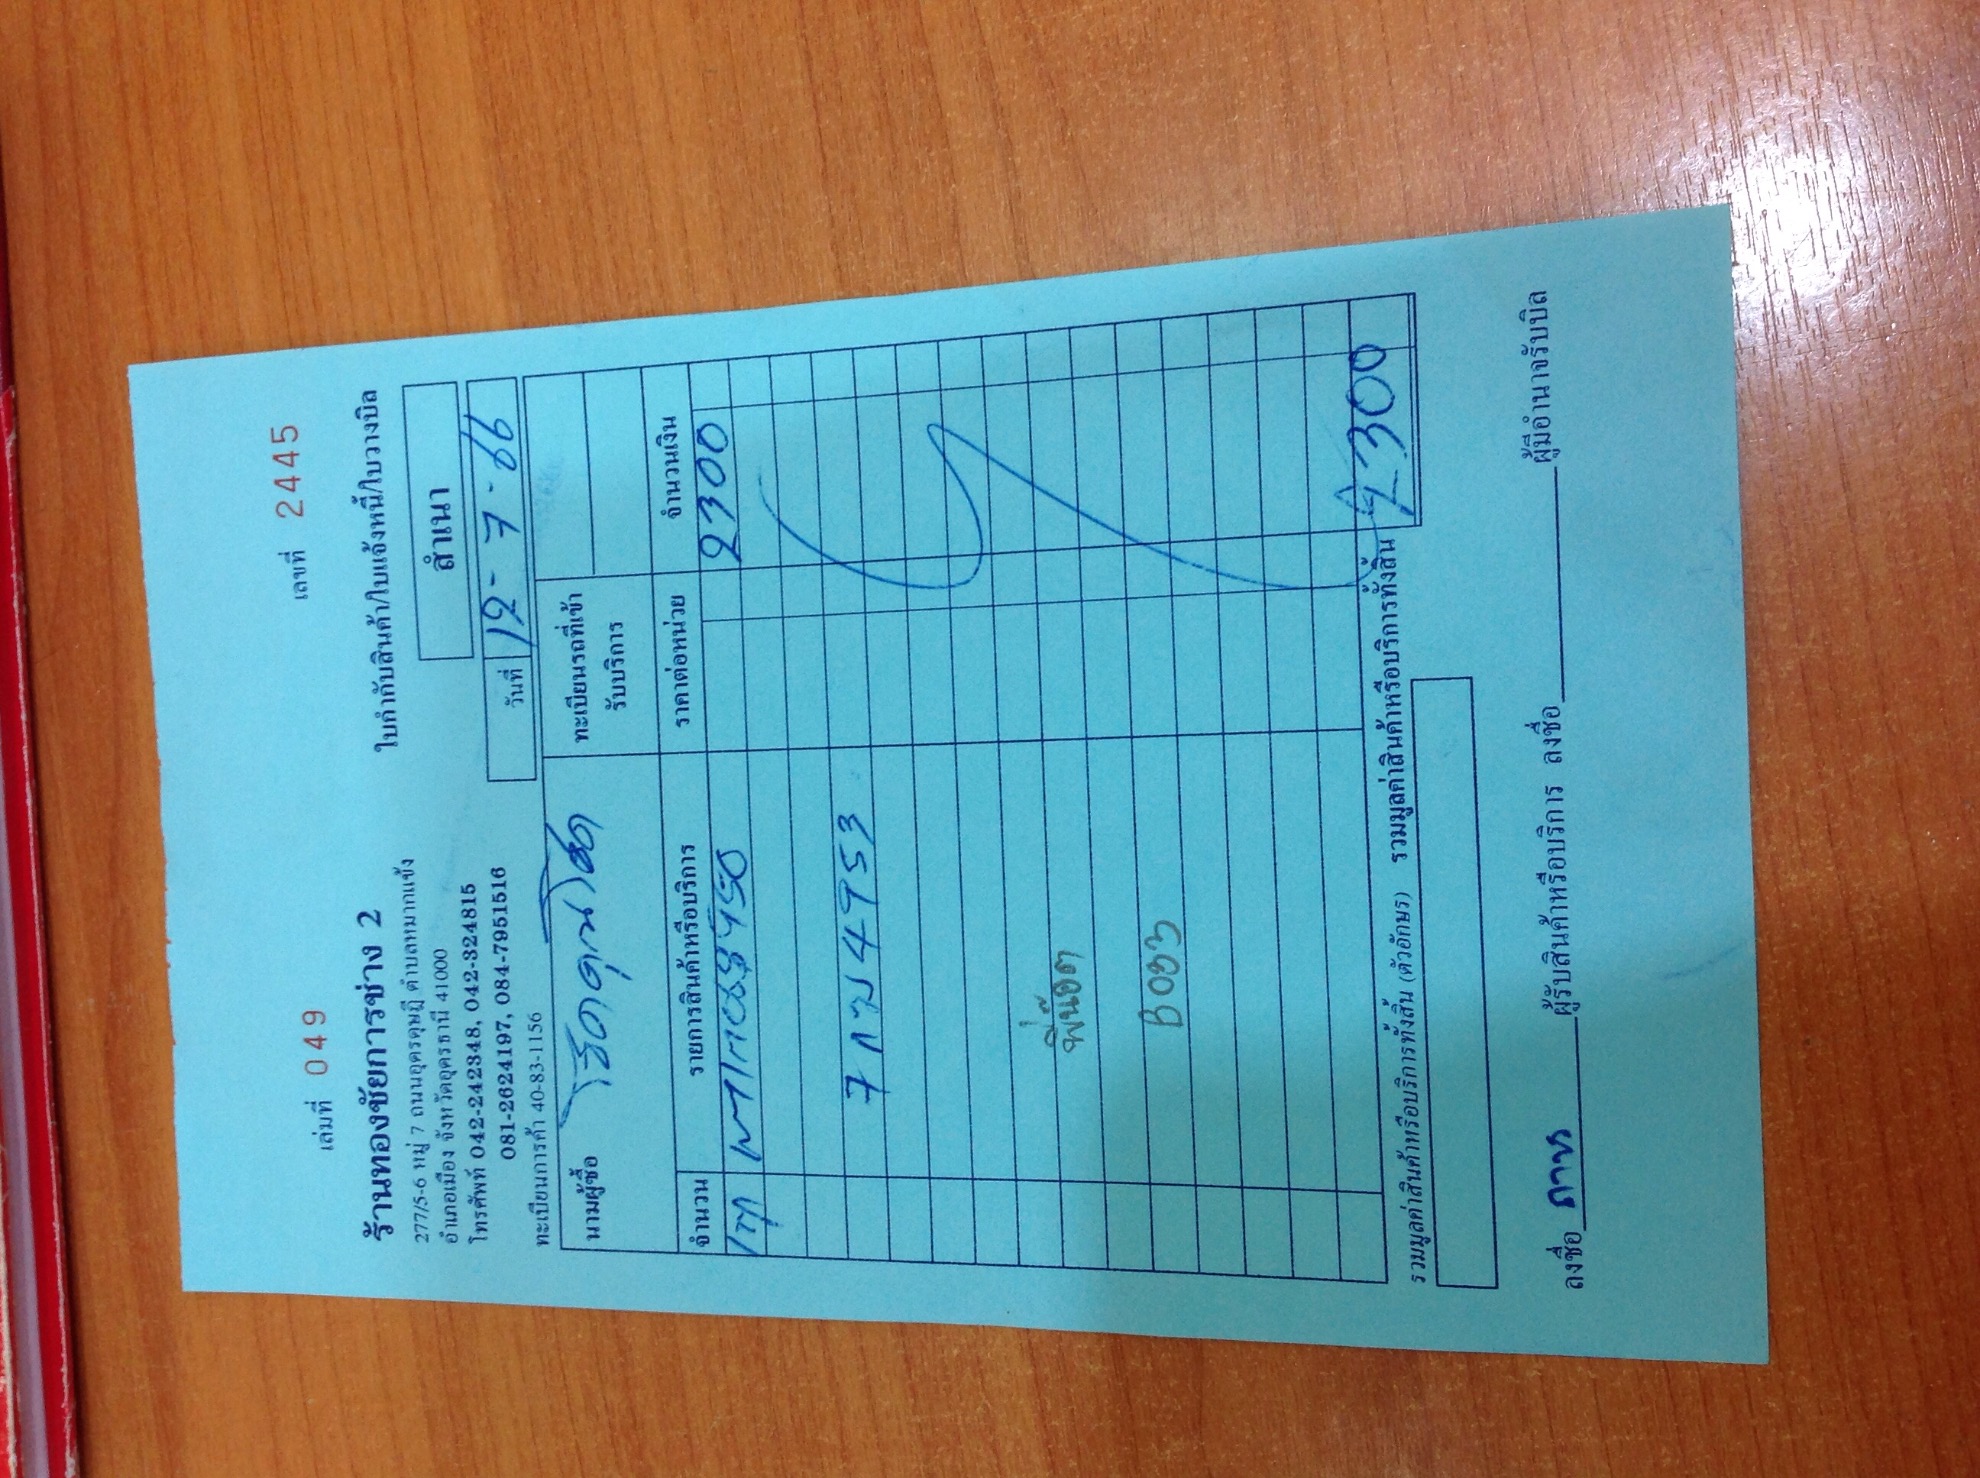 เล่มที่ 049 เลขที่ 2445
ร้านทองชัยการช่าง 2 ใบกำกับสินค้า/ใบแจ้งหนี้/ใบวางบิล
277/5-6 หมู่ 7 ถนนอุดรดุษฎี ตำบลหมากแข้ง
สำเนา
อำเภอเมือง จังหวัดอุดรธานี 41000
โทรศัพท์ 042-242348, 042-324815
วันที่ 12-7-66
081-2624197, 084-7951516
ทะเบียนการค้า 40-83-1156
นามผู้ซื้อ
ทะเบียนรถที่เข้ารับบริการ
จำนวน รายการสินค้าหรือบริการ ราคาต่อหน่วย จำนวนเงิน
2300
7 กข 4953
พี่น๊อต
รวมมูลค่าสินค้าหรือบริการทั้งสิ้น (ตัวอักษร) รวมมูลค่าสินค้าหรือบริการทั้งสิ้น 2300
ลงชื่อ ผู้รับสินค้าหรือบริการ ลงชื่อ ผู้มีอำนาจรับบิล